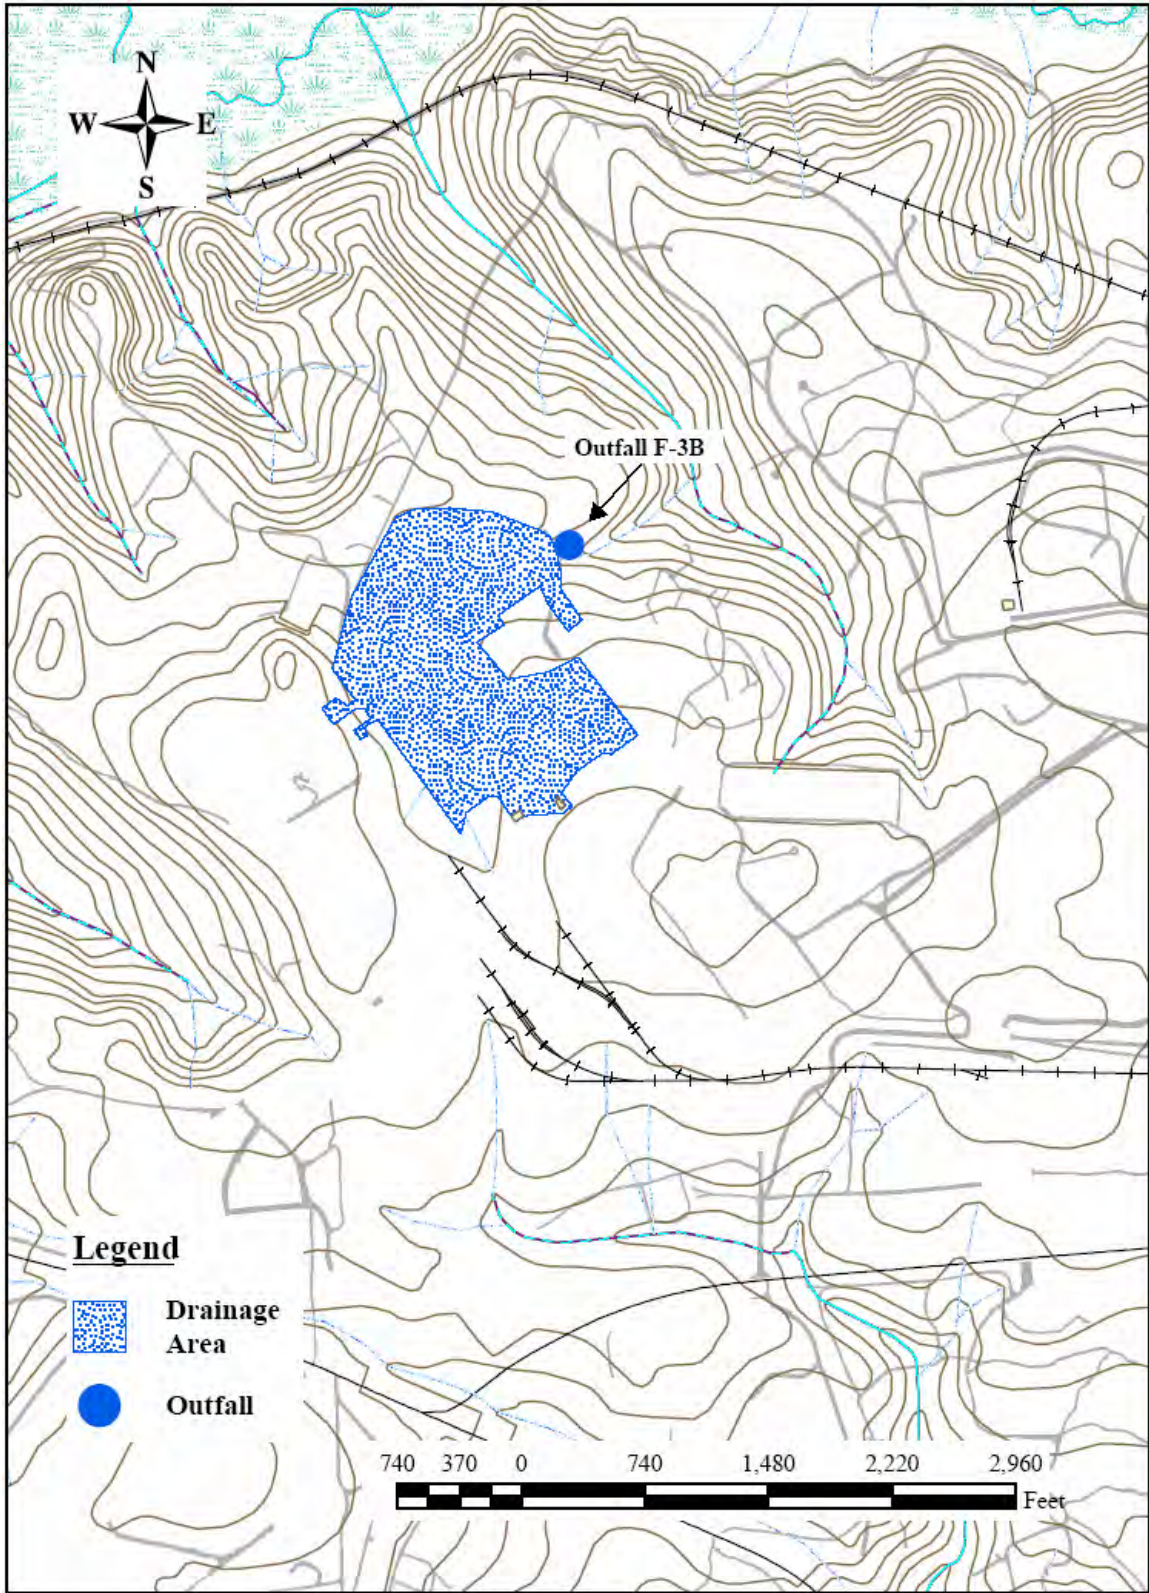 N
W E
S
Outfall F-3B
Legend
Drainage
Area
Outfall
740 370 0 740 1,480 2,220 2,960
Feet